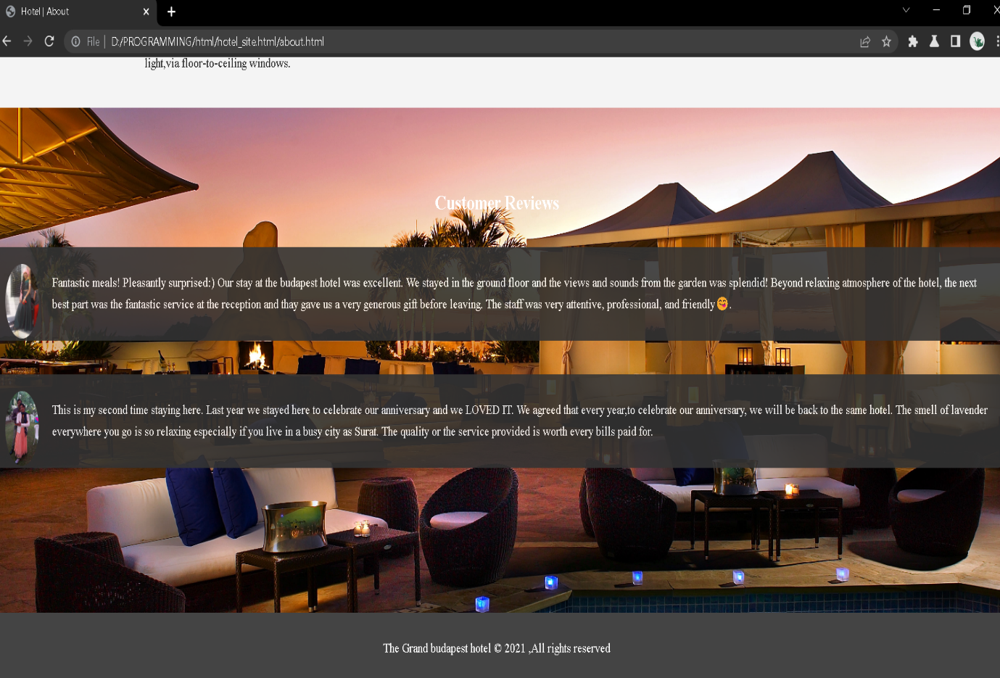 Hotel | About
File | D:/PROGRAMMING/html/hotel_site.html/about.html
light,via floor-to-ceiling windows.
Customer Reviews
Fantastic meals! Pleasantly surprised:) Our stay at the budapest hotel was excellent. We stayed in the ground floor and the views and sounds from the garden was splendid! Beyond relaxing atmosphere of the hotel, the next
best part was the fantastic service at the reception and thay gave us a very generous gift before leaving. The staff was very attentive, professional, and friendly😋.
This is my second time staying here. Last year we stayed here to celebrate our anniversary and we LOVED IT. We agreed that every year,to celebrate our anniversary, we will be back to the same hotel. The smell of lavender
everywhere you go is so relaxing especially if you live in a busy city as Surat. The quality or the service provided is worth every bills paid for.
The Grand budapest hotel © 2021 ,All rights reserved